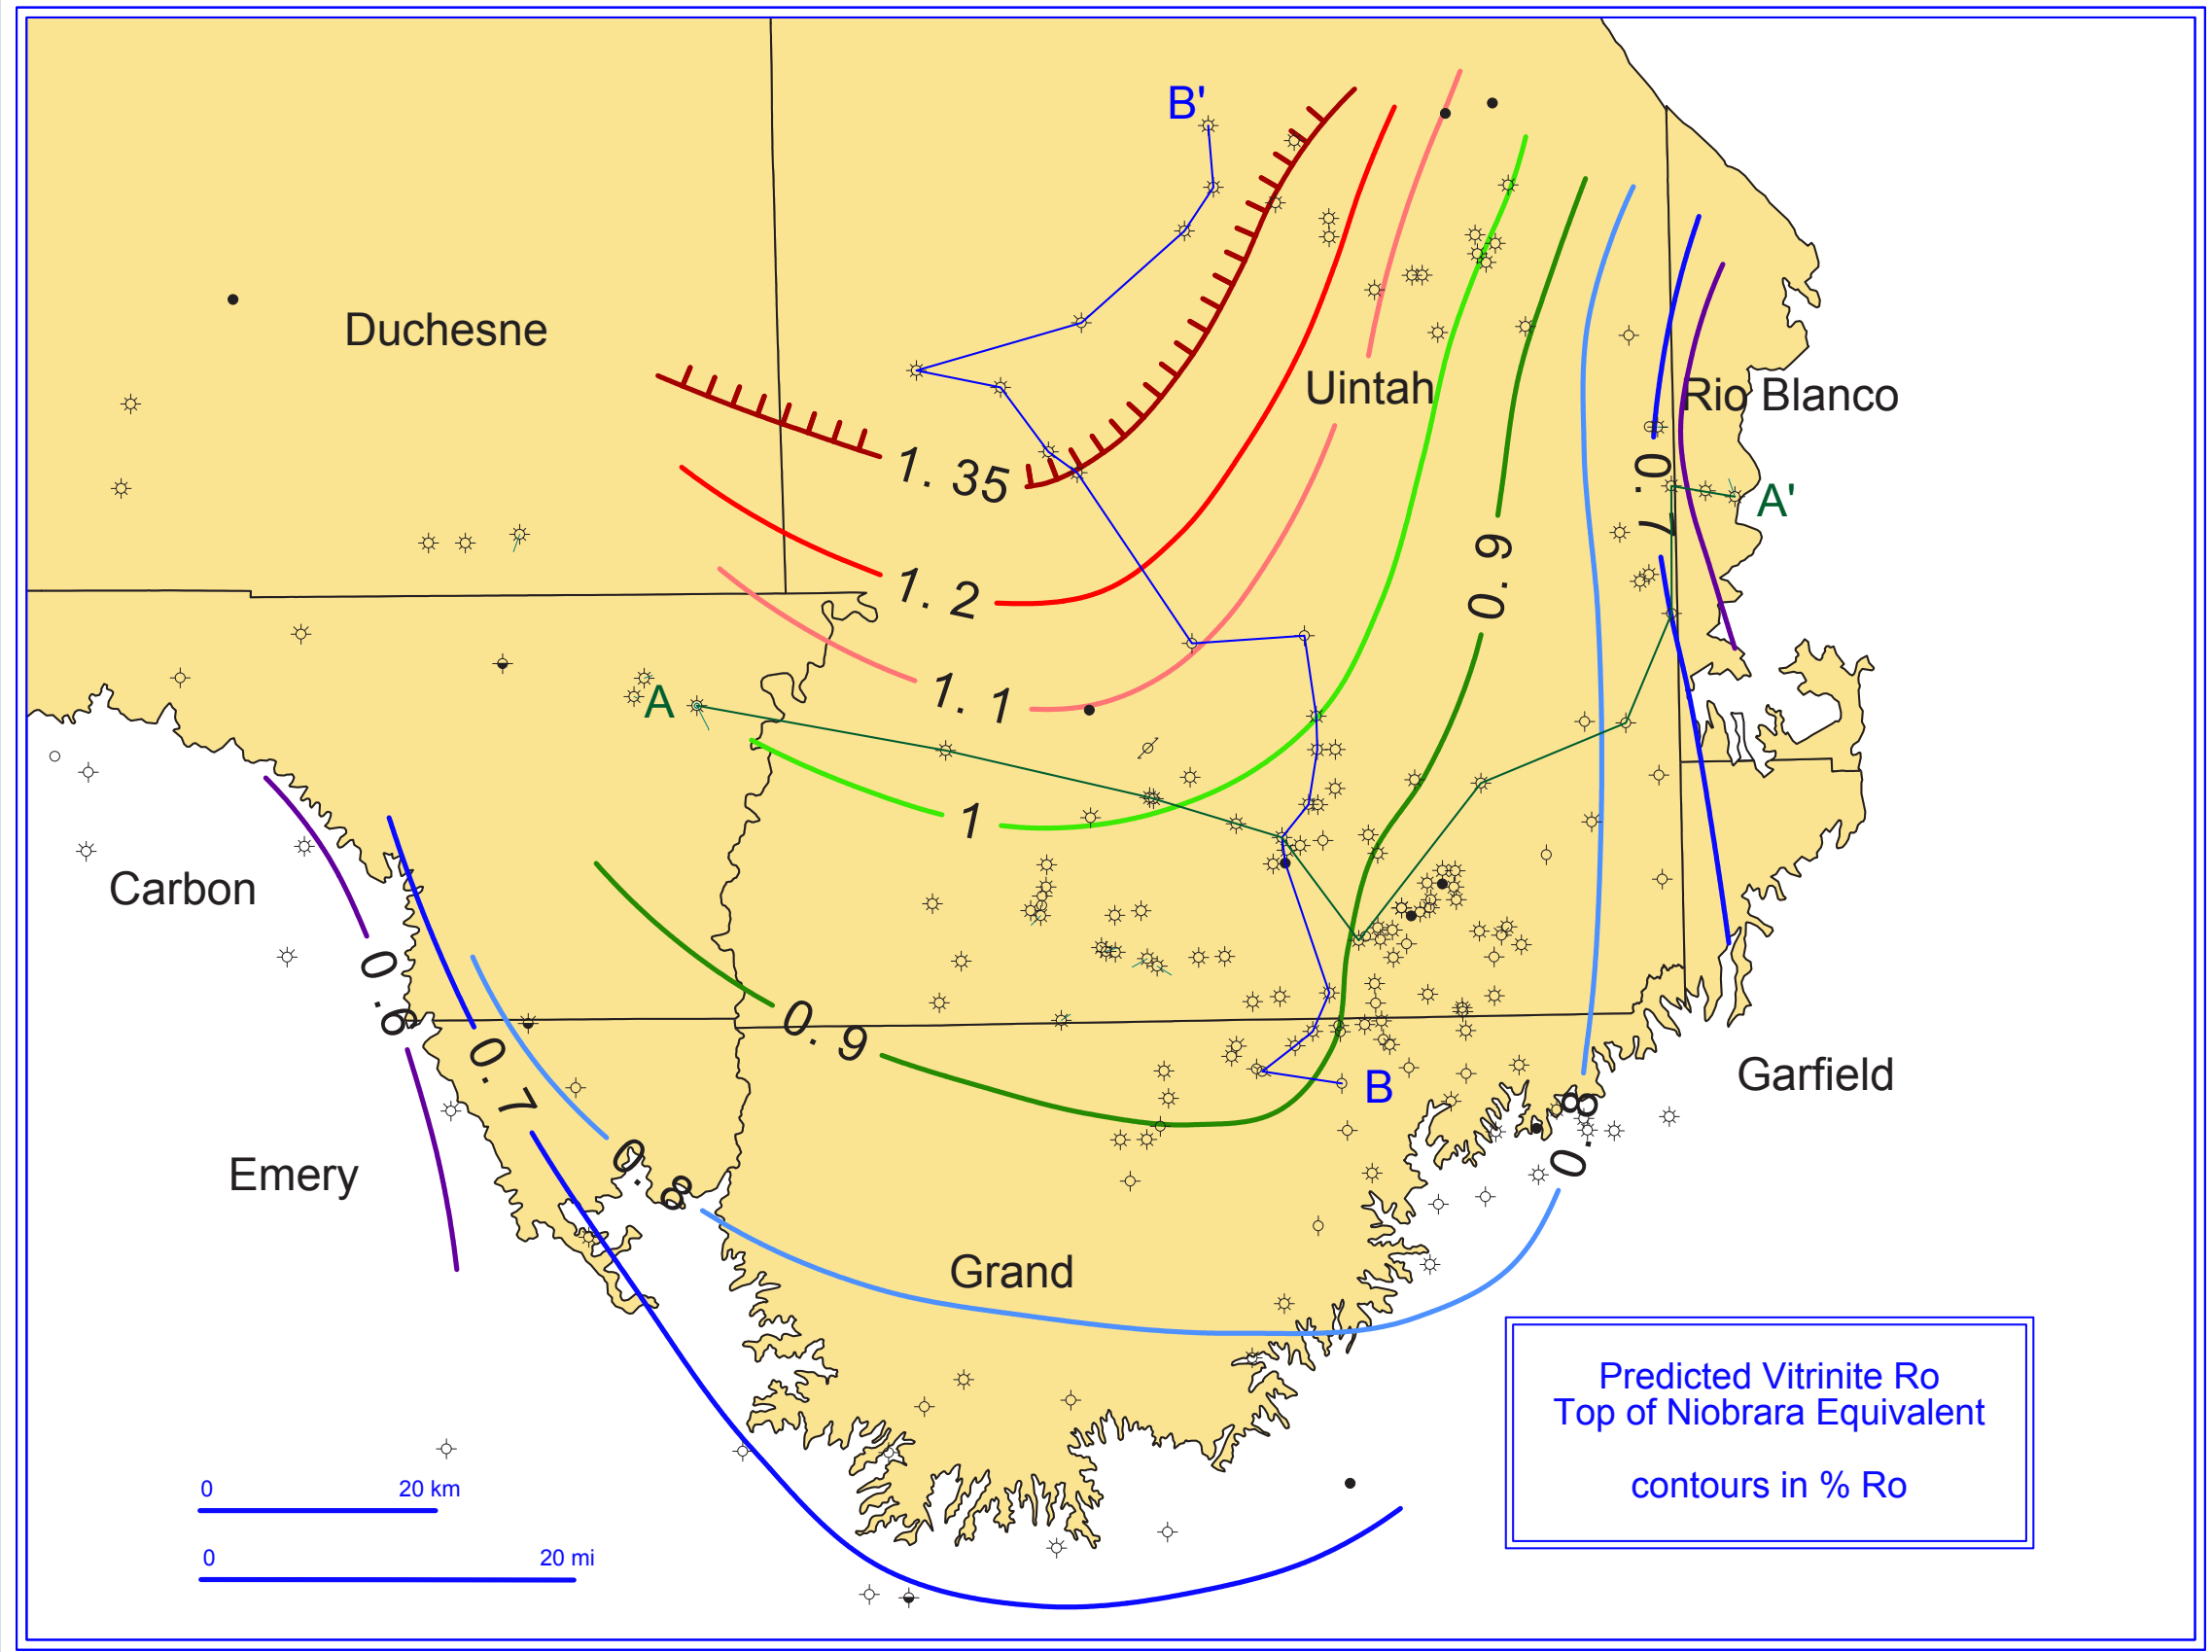 B'
Duchesne
Uintah
Rio Blanco
1.35
0.7
A'
0.9
1.2
A
1.1
1
Carbon
0.6
0.9
0.7
B
Garfield
0.8
0.8
Emery
Grand
Predicted Vitrinite Ro
Top of Niobrara Equivalent
contours in % Ro
0 20 km
0 20 mi